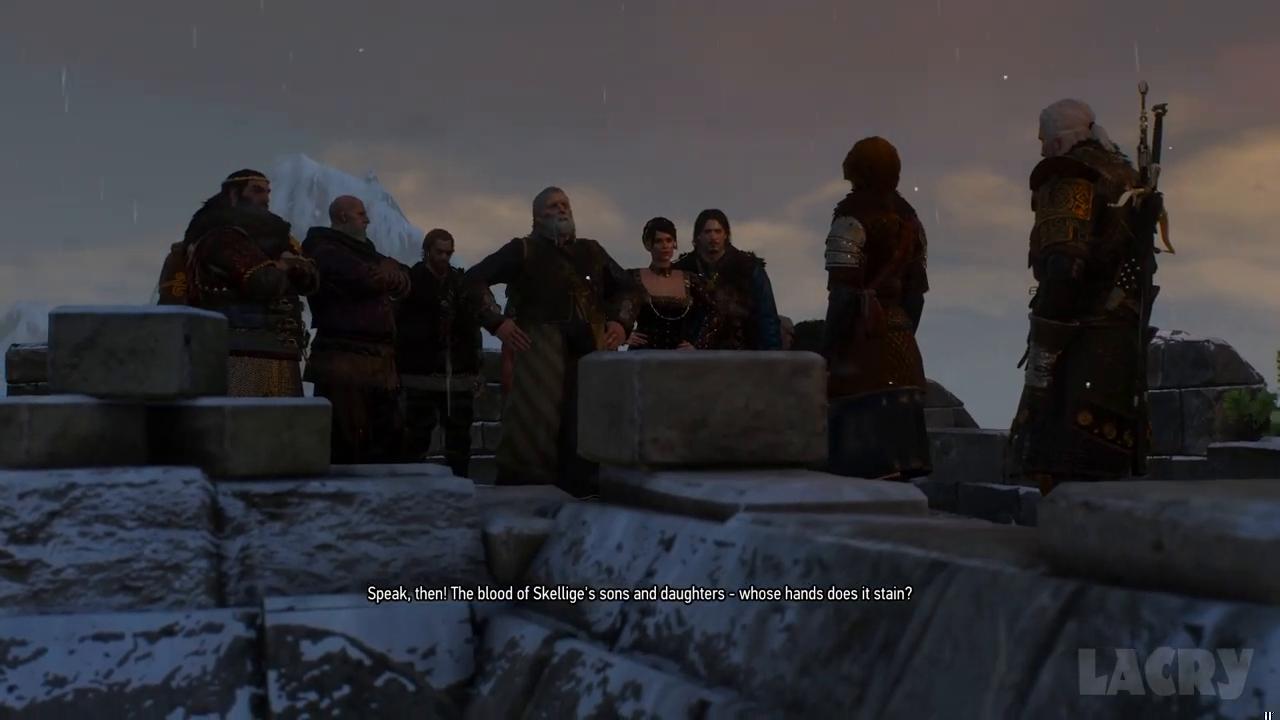 Speak, then! The blood of Skellige's sons and daughters - whose hands does it stain?
LACRY